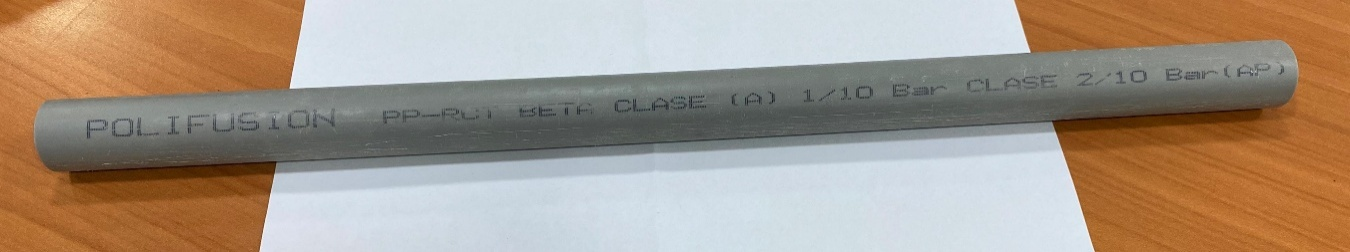 POLIFUSION PP-RCT BETA CLASE (A) 1/10 Bar CLASE 2/10 Bar(AP)